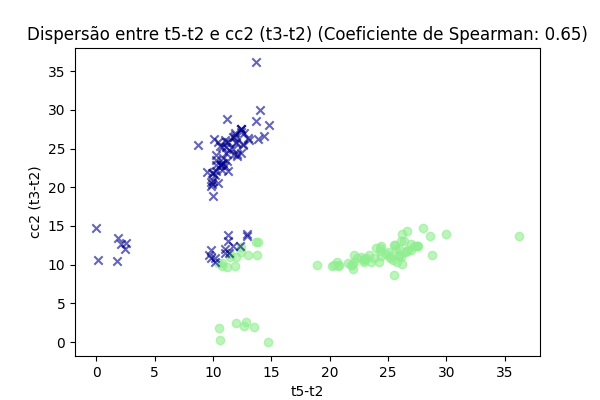 Dispersão entre t5-t2 e cc2 (t3-t2) (Coeficiente de Spearman: 0.65)
35
30
25
20
15
10
5
0
cc2 (t3-t2)
0 5 10 15 20 25 30 35
t5-t2